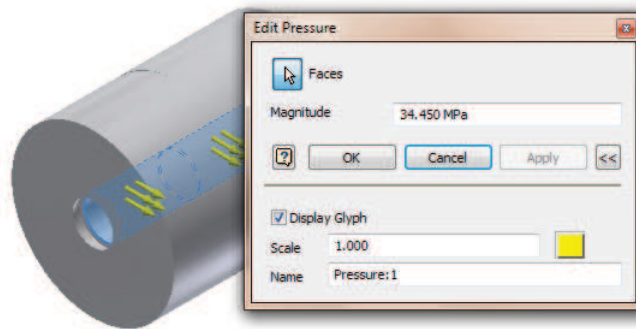 Edit Pressure
Faces
Magnitude 34.450 MPa
OK Cancel Apply <<
Display Glyph
Scale 1.000
Name Pressure:1